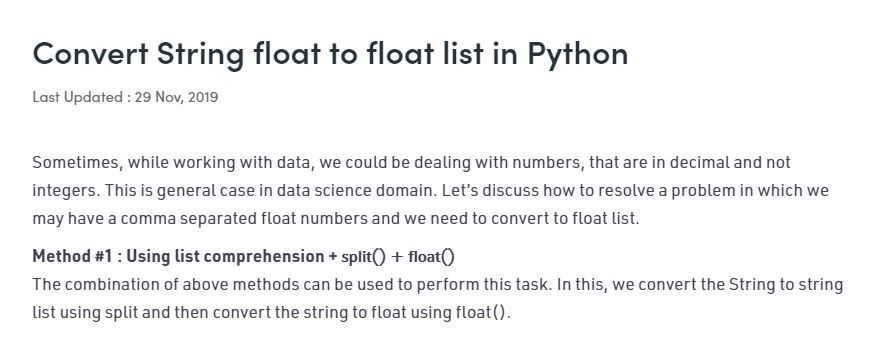 Convert String float to float list in Python
Last Updated : 29 Nov, 2019
Sometimes, while working with data, we could be dealing with numbers, that are in decimal and not
integers. This is general case in data science domain. Let’s discuss how to resolve a problem in which we
may have a comma separated float numbers and we need to convert to float list.
Method #1 : Using list comprehension + split() + float()
The combination of above methods can be used to perform this task. In this, we convert the String to string
list using split and then convert the string to float using float().